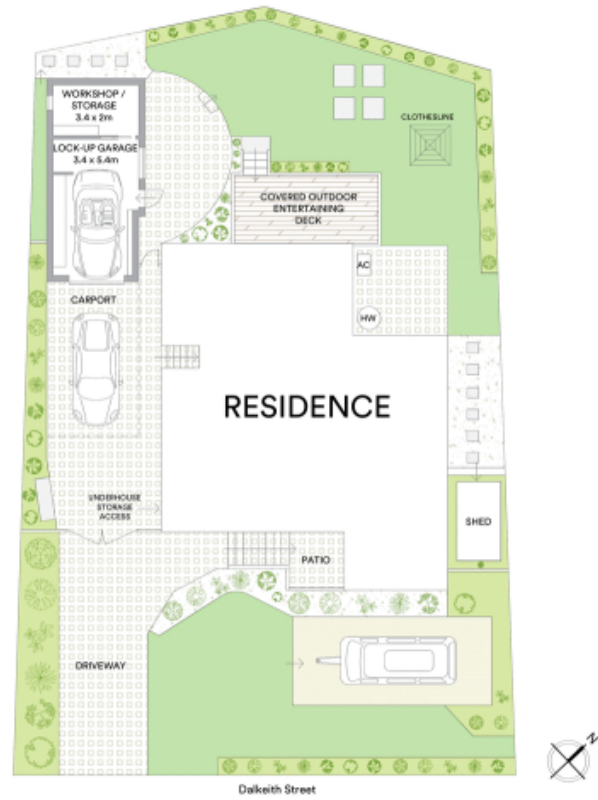 WORKSHOP /
STORAGE
3.4 x 2m
LOCK-UP GARAGE
3.4 x 5.4m
CLOTHESLINE
COVERED OUTDOOR
ENTERTAINING
DECK
AC
HW
CARPORT
RESIDENCE
UNDERHOUSE
STORAGE
ACCESS
SHED
PATIO
DRIVEWAY
N
Dalkeith Street